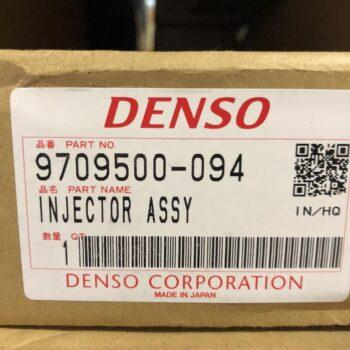 DENSO
品番 PART NO.
9709500-094
品名 PART NAME
INJECTOR ASSY
IN/HQ
数量 QT
1
DENSO CORPORATION
MADE IN JAPAN